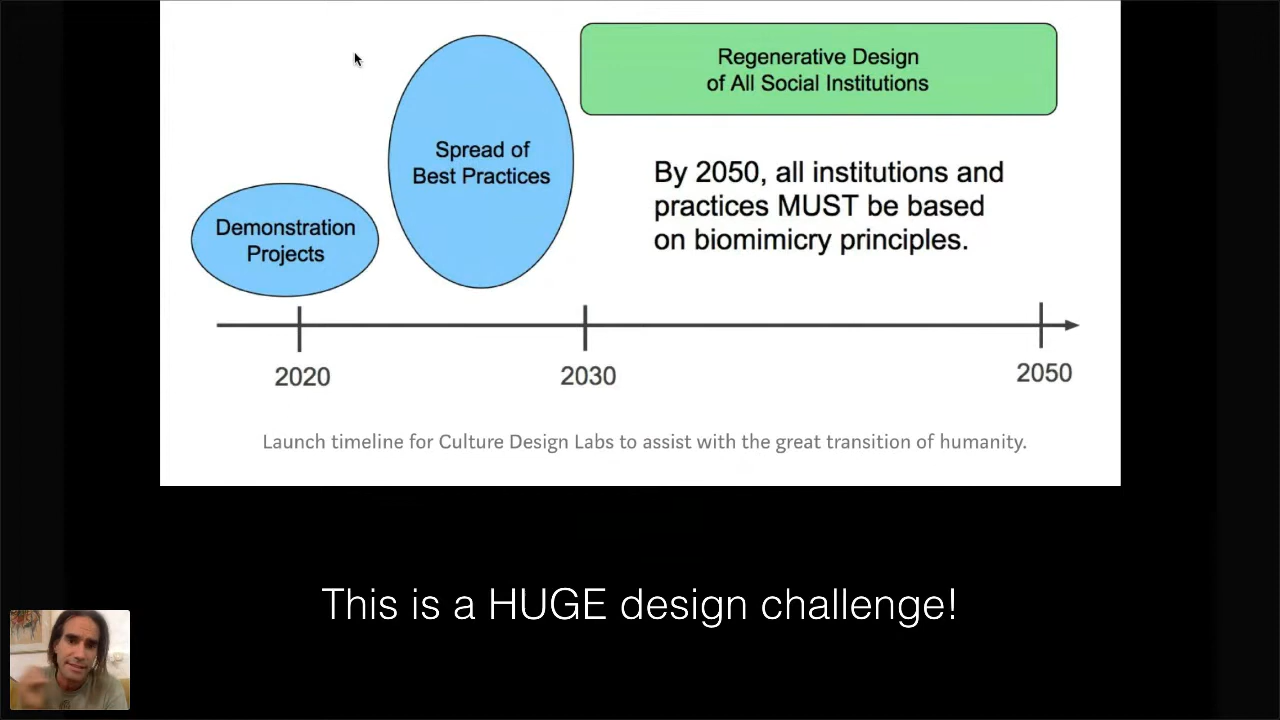 Regenerative Design
of All Social Institutions
Spread of
Best Practices
By 2050, all institutions and
practices MUST be based
on biomimicry principles.
Demonstration
Projects
2020
2030
2050
Launch timeline for Culture Design Labs to assist with the great transition of humanity.
This is a HUGE design challenge!